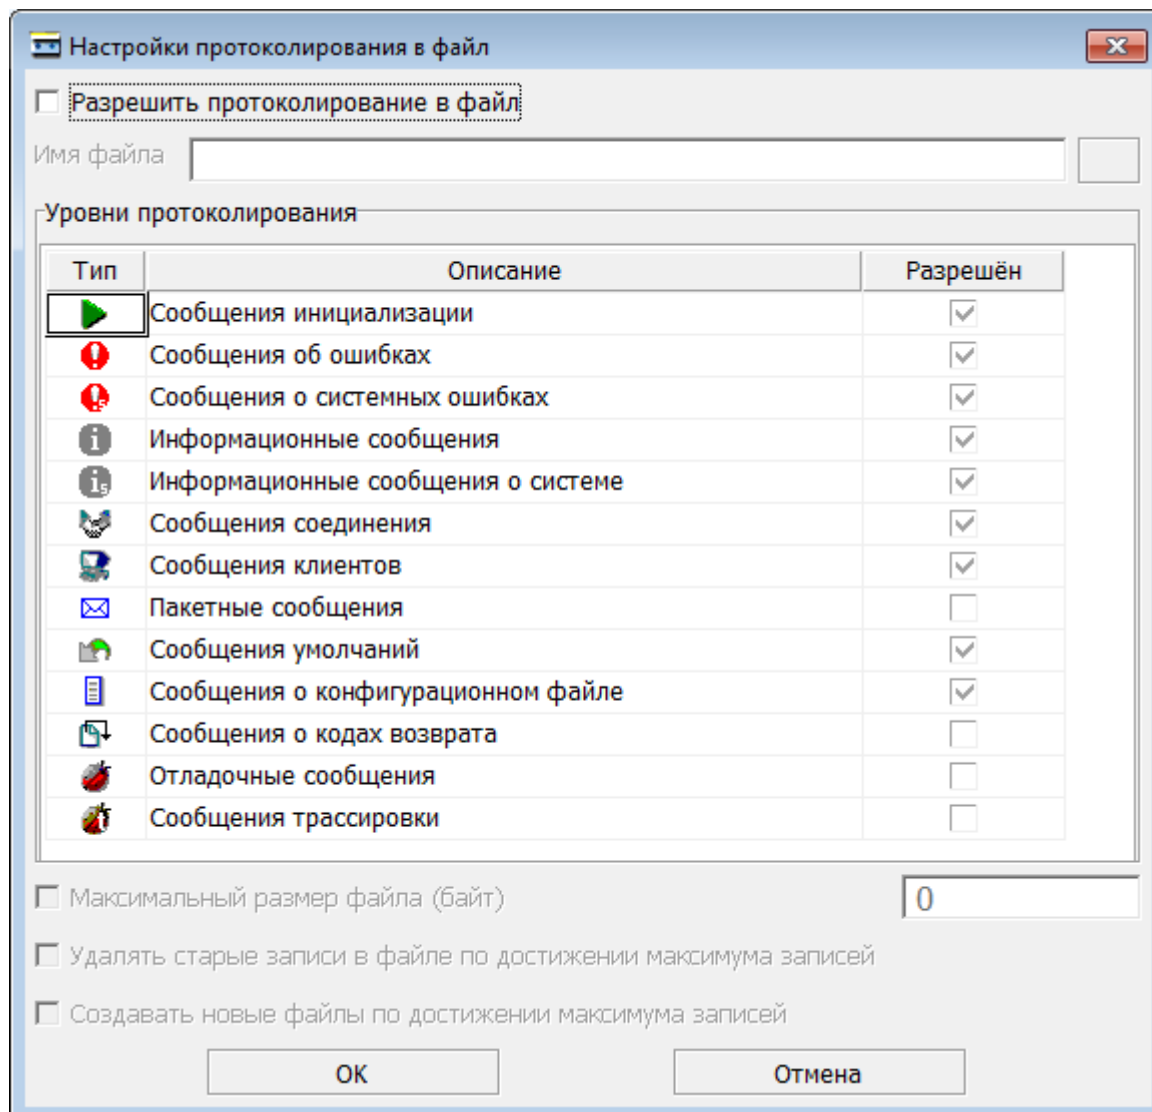 Настройки протоколирования в файл
Разрешить протоколирование в файл
Имя файла
Уровни протоколирования
Тип Описание Разрешён
Сообщения инициализации
Сообщения об ошибках
Сообщения о системных ошибках
Информационные сообщения
Информационные сообщения о системе
Сообщения соединения
Сообщения клиентов
Пакетные сообщения
Сообщения умолчаний
Сообщения о конфигурационном файле
Сообщения о кодах возврата
Отладочные сообщения
Сообщения трассировки
Максимальный размер файла (байт) 0
Удалять старые записи в файле по достижении максимума записей
Создавать новые файлы по достижении максимума записей
OK Отмена